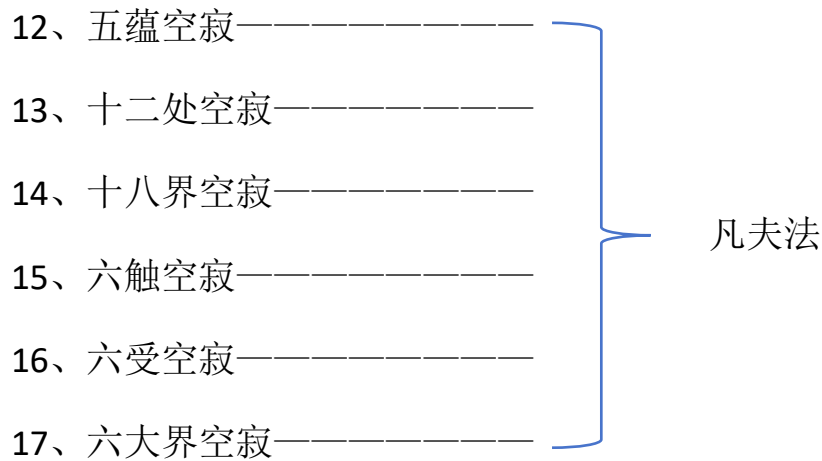 12、五蕴空寂————————
13、十二处空寂———————
14、十八界空寂———————
凡夫法
15、六触空寂————————
16、六受空寂————————
17、六大界空寂———————